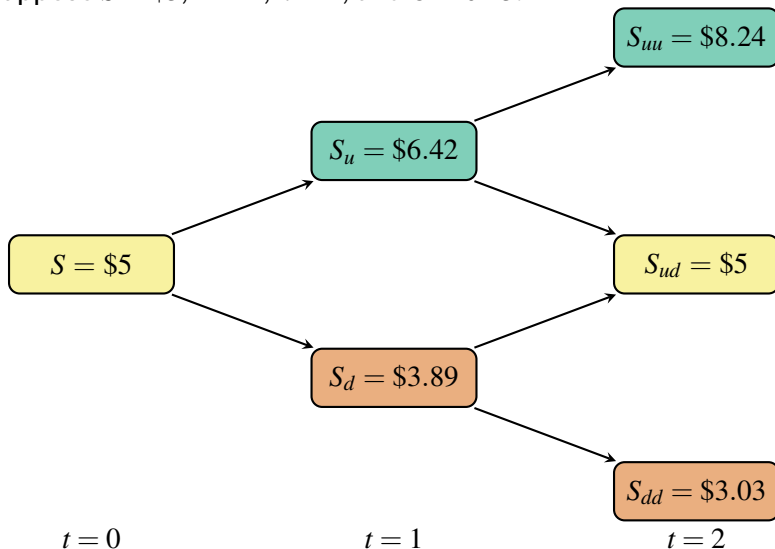 S_uu = $8.24
S_u = $6.42
S = $5
S_ud = $5
S_d = $3.89
S_dd = $3.03
t = 0
t = 1
t = 2